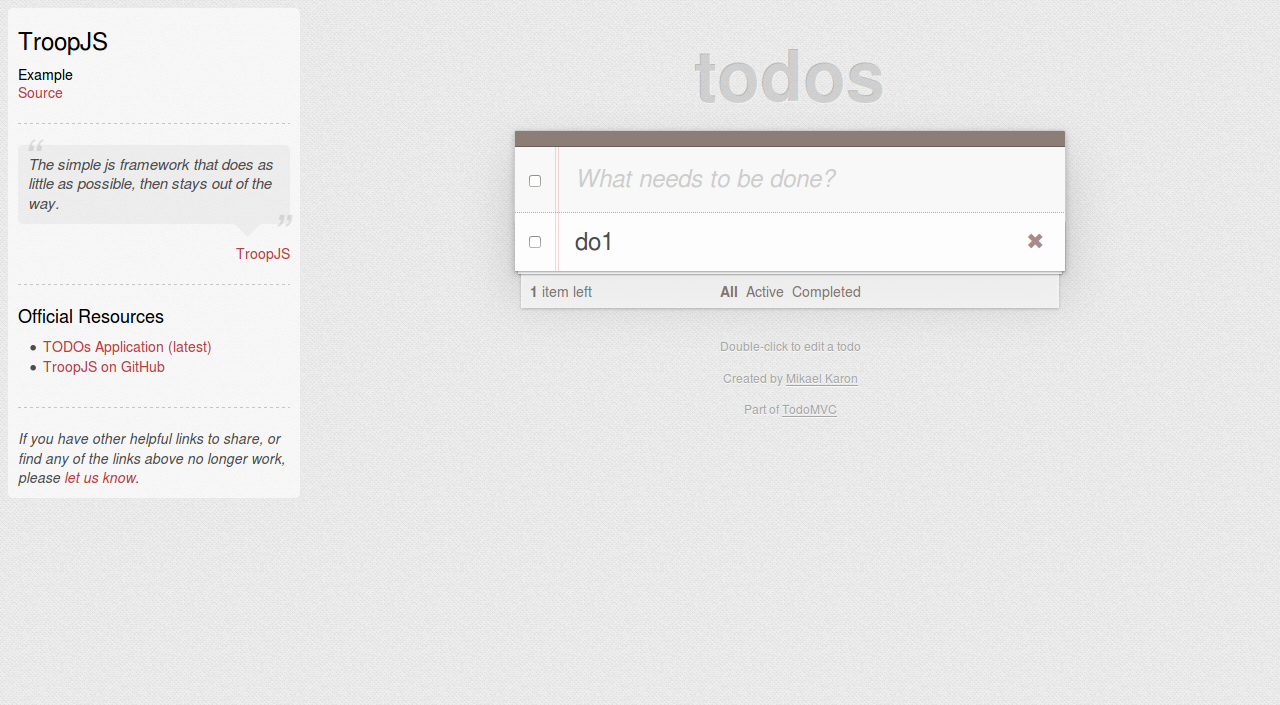 TroopJS
Example
Source
“
The simple js framework that does as
little as possible, then stays out of the
way.
”
TroopJS
Official Resources
• TODOs Application (latest)
• TroopJS on GitHub
If you have other helpful links to share, or
find any of the links above no longer work,
please let us know.
todos
What needs to be done?
do1 ✖
1 item left All Active Completed
Double-click to edit a todo
Created by Mikael Karon
Part of TodoMVC